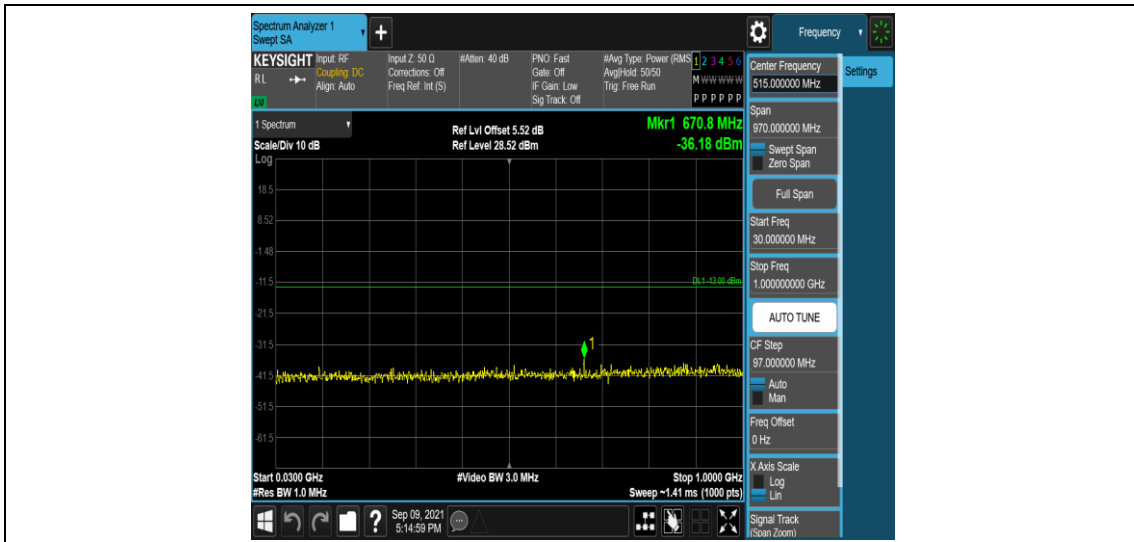 Spectrum Analyzer 1
Swept SA
Frequency
KEYSIGHT
RL
Input: RF
Coupling: DC
Align: Auto
Input Z: 50 Ω
Corrections: Off
Freq Ref: Int (S)
#Atten: 40 dB
PNO: Fast
Gate: Off
IF Gain: Low
Sig Track: Off
#Avg Type: Power (RMS
Avg|Hold: 50/50
Trig: Free Run
1 2 3 4 5 6
M W W W W W
P P P P P P
1 Spectrum
Scale/Div 10 dB
Ref Lvl Offset 5.52 dB
Ref Level 28.52 dBm
Mkr1 670.8 MHz
-36.18 dBm
Log
18.5
8.52
-1.48
-11.5
DL1 -13.00 dBm
-21.5
-31.5
1
-41.5
-51.5
-61.5
Start 0.0300 GHz
#Res BW 1.0 MHz
#Video BW 3.0 MHz
Stop 1.0000 GHz
Sweep ~1.41 ms (1000 pts)
Sep 09, 2021
5:14:59 PM
Center Frequency
515.000000 MHz
Settings
Span
970.000000 MHz
Swept Span
Zero Span
Full Span
Start Freq
30.000000 MHz
Stop Freq
1.000000000 GHz
AUTO TUNE
CF Step
97.000000 MHz
Auto
Man
Freq Offset
0 Hz
X Axis Scale
Log
Lin
Signal Track
(Span Zoom)